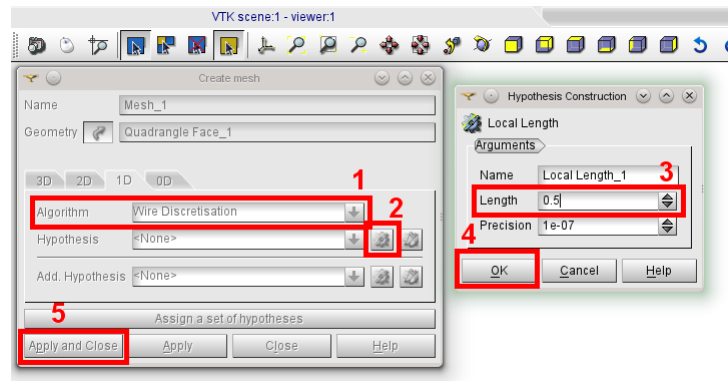 VTK scene:1 - viewer:1
Create mesh
Name Mesh_1
Geometry Quadrangle Face_1
3D 2D 1D 0D
1
Algorithm Wire Discretisation
2
Hypothesis <None>
Add. Hypothesis <None>
Assign a set of hypotheses
5
Apply and Close Apply Close Help
Hypothesis Construction
Local Length
Arguments
Name Local Length_1
3
Length 0.5
Precision 1e-07
4
OK Cancel Help